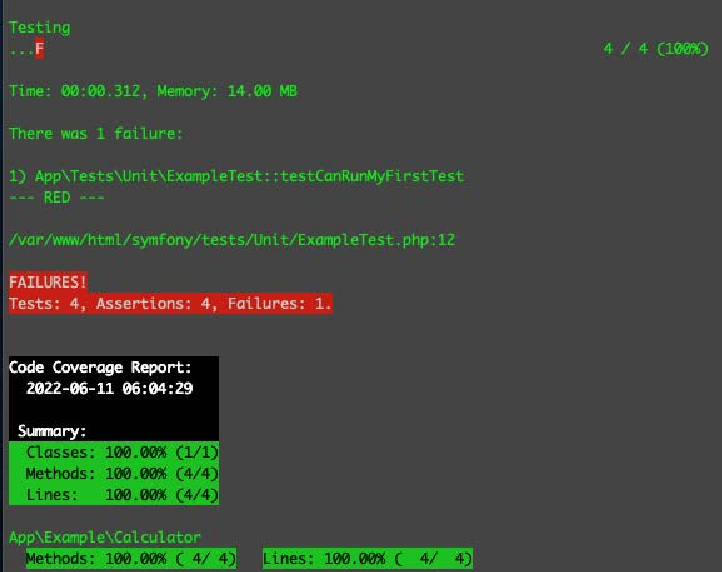 Testing
...F 4 / 4 (100%)
Time: 00:00.312, Memory: 14.00 MB
There was 1 failure:
1) App\Tests\Unit\ExampleTest::testCanRunMyFirstTest
--- RED ---
/var/www/html/symfony/tests/Unit/ExampleTest.php:12
FAILURES!
Tests: 4, Assertions: 4, Failures: 1.
Code Coverage Report:
2022-06-11 06:04:29
Summary:
Classes: 100.00% (1/1)
Methods: 100.00% (4/4)
Lines: 100.00% (4/4)
App\Example\Calculator
Methods: 100.00% ( 4/ 4) Lines: 100.00% ( 4/ 4)